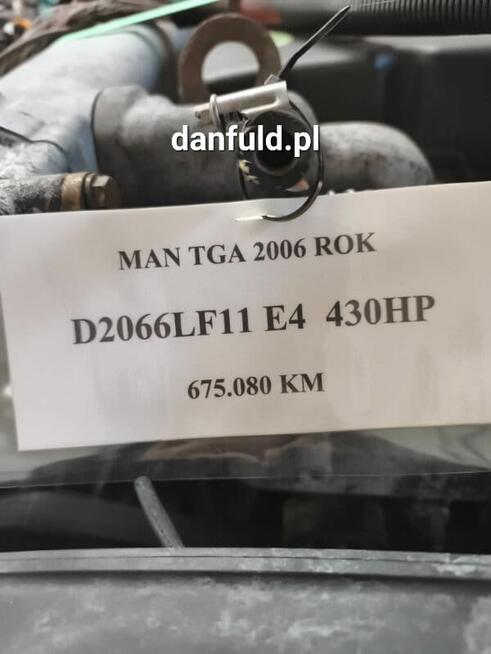 danfuld.pl
MAN TGA 2006 ROK
D2066LF11 E4 430HP
675.080 KM